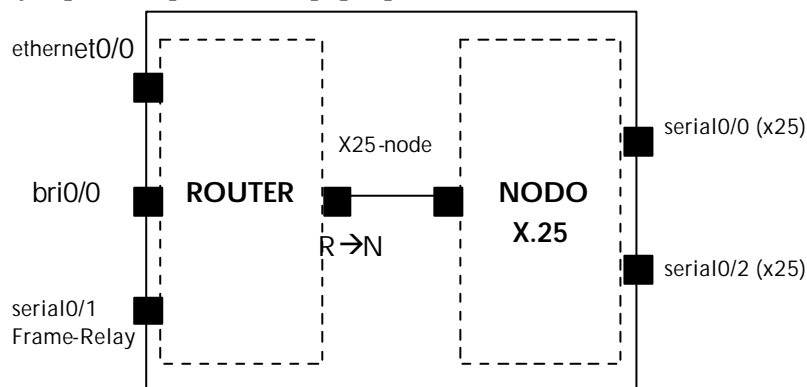 ethernet0/0
serial0/0 (x25)
X25-node
bri0/0
ROUTER
NODO
X.25
R→N
serial0/2 (x25)
serial0/1
Frame-Relay